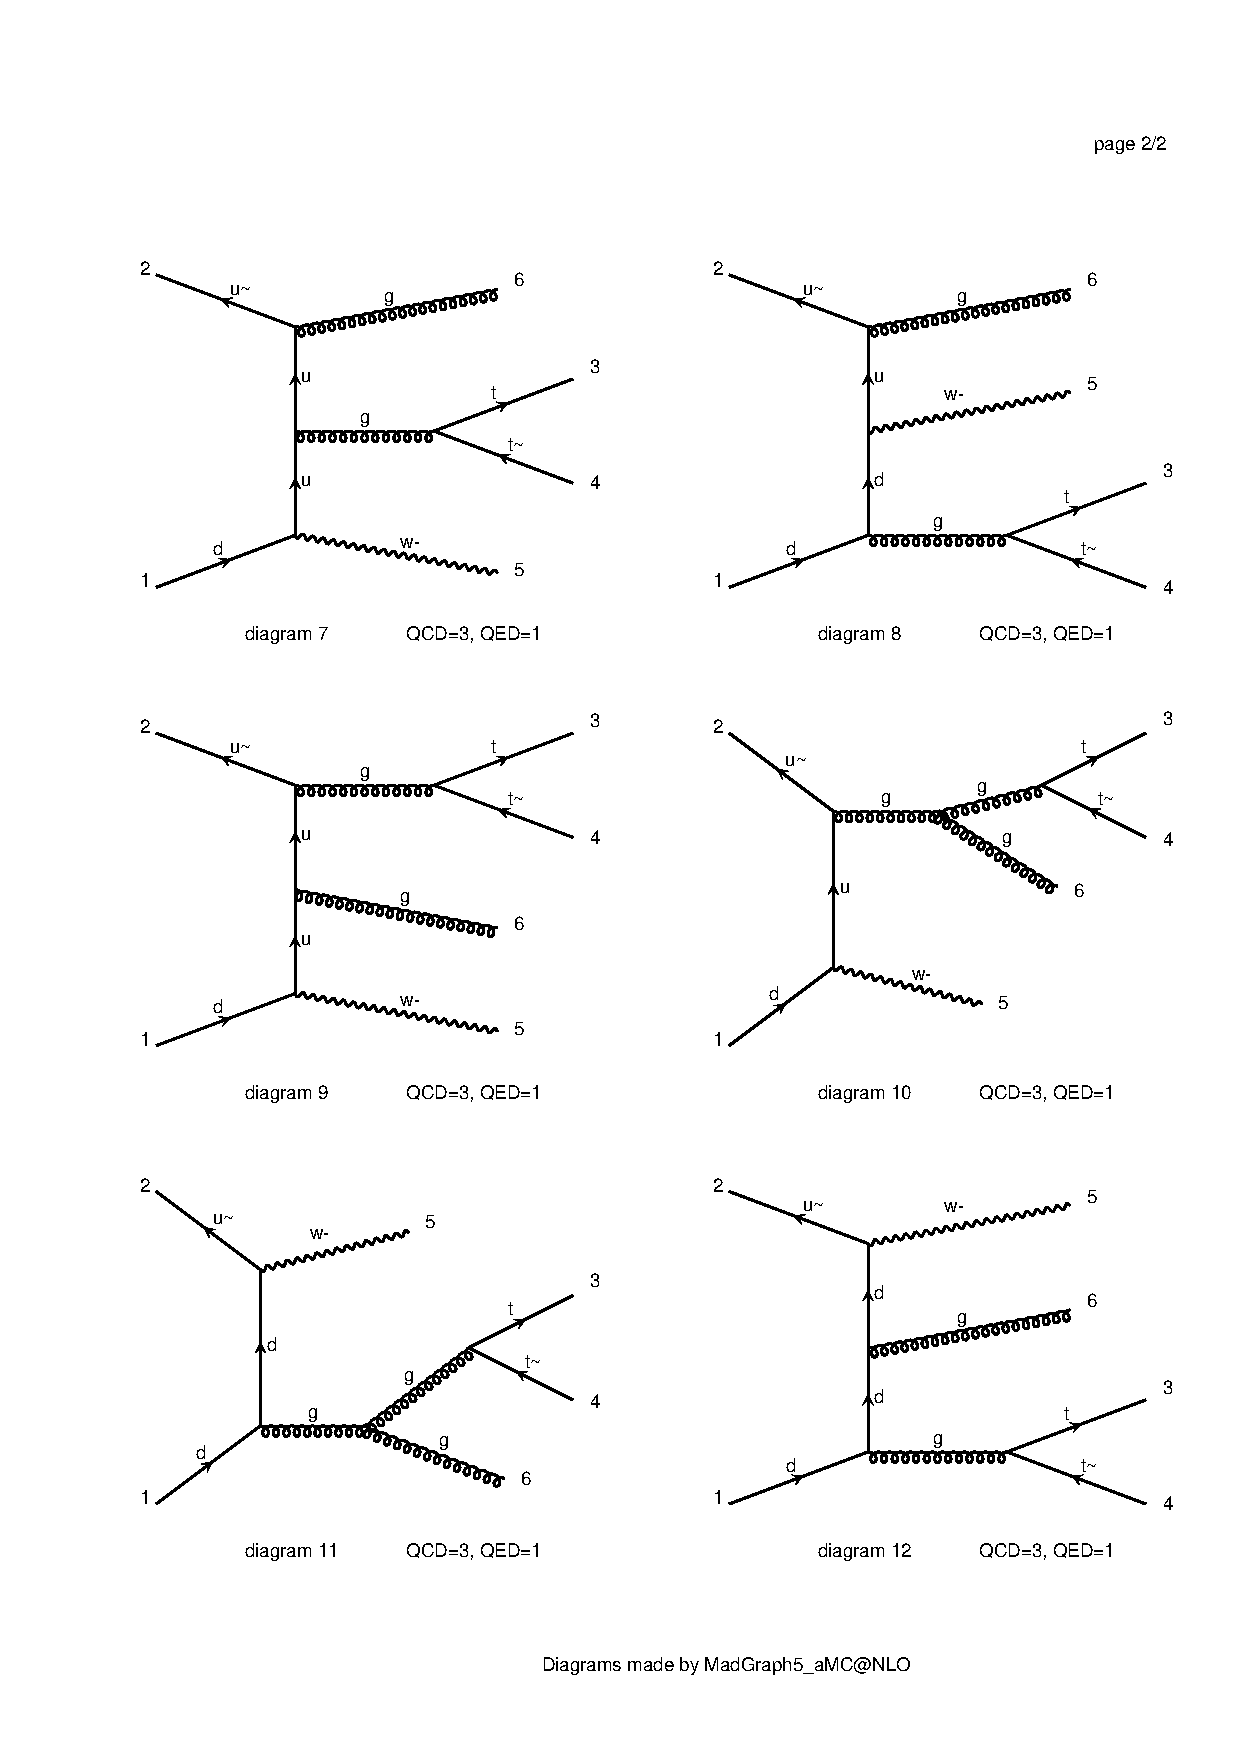 page 2/2
2
u~
g
6
u
g
t
3
t~
4
u
d
w-
1
5
diagram 7 QCD=3, QED=1
2
u~
g
6
u
w-
5
d
g
t
3
t~
4
d
1
diagram 8 QCD=3, QED=1
2
u~
g
t
3
t~
4
u
g
6
u
d
w-
1
5
diagram 9 QCD=3, QED=1
2
u~
g
g
t
3
t~
4
g
6
u
d
w-
5
1
diagram 10 QCD=3, QED=1
2
u~
w-
5
d
t
3
t~
4
g
g
g
6
d
1
diagram 11 QCD=3, QED=1
2
u~
w-
5
d
g
6
d
g
t
3
t~
4
d
1
diagram 12 QCD=3, QED=1
Diagrams made by MadGraph5_aMC@NLO